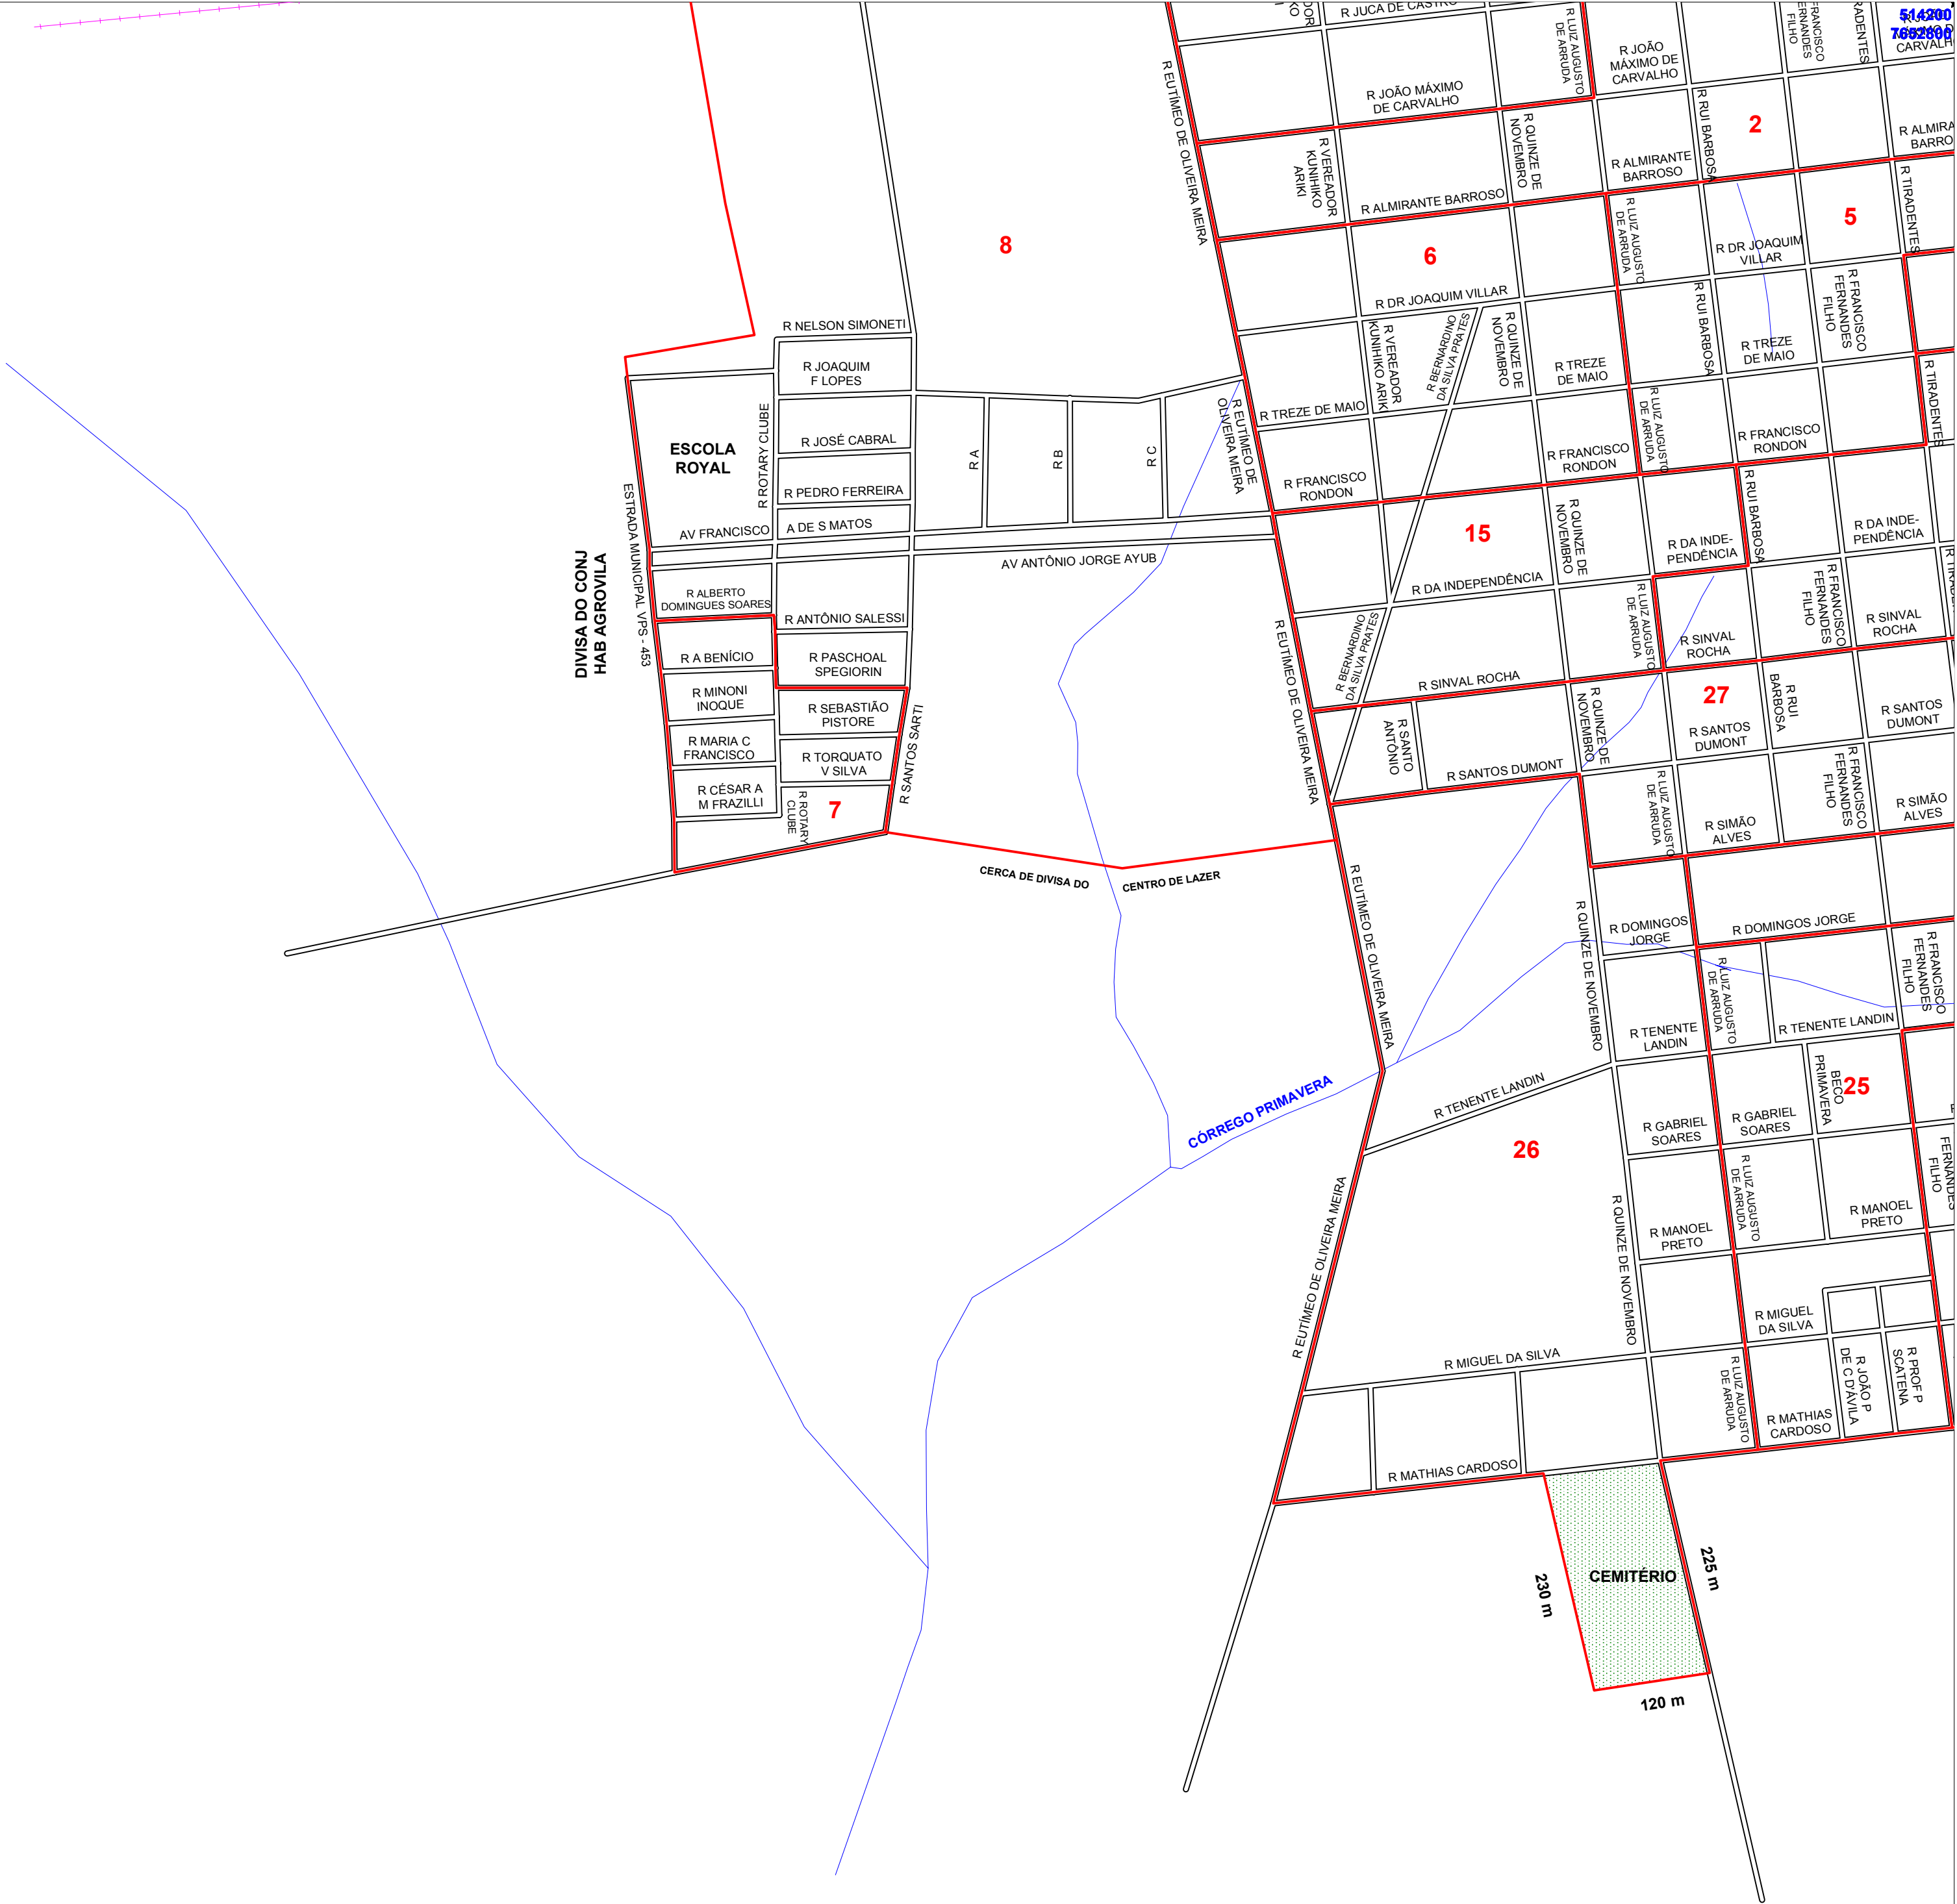 R JUCA DE CASTRO
R LUIZ AUGUSTO
DE ARRUDA
R JOÃO
MÁXIMO DE
CARVALHO
FRANCISCO
ERNANDES
FILHO
RADENTES
514200
7652800
CARVALH
R EUTÍMEO DE OLIVEIRA MEIRA
R JOÃO MÁXIMO
DE CARVALHO
R VEREADOR
KUNIHIKO
ARIKI
R QUINZE DE
NOVEMBRO
R ALMIRANTE
BARROSO
R RUI BARBOSA
2
R ALMIRA
BARRO
8
R ALMIRANTE BARROSO
6
R LUIZ AUGUSTO
DE ARRUDA
R DR JOAQUIM
VILLAR
5
R TIRADENTES
R NELSON SIMONETI
R DR JOAQUIM VILLAR
R JOAQUIM
F LOPES
R VEREADOR
KUNIHIKO ARIKI
R BERNARDINO
DA SILVA PRATES
R QUINZE DE
NOVEMBRO
R TREZE
DE MAIO
R RUI BARBOSA
R TREZE
DE MAIO
R FRANCISCO
FERNANDES
FILHO
R TIRADENTES
ESCOLA
ROYAL
R ROTARY CLUBE
R JOSÉ CABRAL
R A
R B
R C
R EUTÍMEO DE
OLIVEIRA MEIRA
R TREZE DE MAIO
R FRANCISCO
RONDON
R FRANCISCO
RONDON
R LUIZ AUGUSTO
DE ARRUDA
R FRANCISCO
RONDON
R PEDRO FERREIRA
AV FRANCISCO
A DE S MATOS
ESTRADA MUNICIPAL VPS - 453
DIVISA DO CONJ
HAB AGROVILA
AV ANTÔNIO JORGE AYUB
15
R QUINZE DE
NOVEMBRO
R DA INDE-
PENDÊNCIA
R RUI BARBOSA
R DA INDE-
PENDÊNCIA
R ALBERTO
DOMINGUES SOARES
R ANTÔNIO SALESSI
R DA INDEPENDÊNCIA
R LUIZ AUGUSTO
DE ARRUDA
R SINVAL
ROCHA
R FRANCISCO
FERNANDES
FILHO
R SINVAL
ROCHA
R A BENÍCIO
R PASCHOAL
SPEGIORIN
R EUTÍMEO DE OLIVEIRA MEIRA
R BERNARDINO
DA SILVA PRATES
R SINVAL ROCHA
R MINONI
INOQUE
R SEBASTIÃO
PISTORE
R SANTO
ANTÔNIO
R QUINZE DE
NOVEMBRO
27
R SANTOS
DUMONT
R RUI
BARBOSA
R SANTOS
DUMONT
R MARIA C
FRANCISCO
R TORQUATO
V SILVA
R SANTOS SARTI
R SANTOS DUMONT
R CÉSAR A
M FRAZILLI
R ROTARY
CLUBE
7
R LUIZ AUGUSTO
DE ARRUDA
R SIMÃO
ALVES
R FRANCISCO
FERNANDES
FILHO
R SIMÃO
ALVES
CERCA DE DIVISA DO
CENTRO DE LAZER
R EUTÍMEO DE OLIVEIRA MEIRA
R QUINZE DE NOVEMBRO
R DOMINGOS
JORGE
R DOMINGOS JORGE
R LUIZ AUGUSTO
DE ARRUDA
R FRANCISCO
FERNANDES
FILHO
R TENENTE
LANDIN
R TENENTE LANDIN
CÓRREGO PRIMAVERA
R TENENTE LANDIN
R GABRIEL
SOARES
R GABRIEL
SOARES
BECO
PRIMAVERA
25
26
R EUTÍMEO DE OLIVEIRA MEIRA
R QUINZE DE NOVEMBRO
R MANOEL
PRETO
R LUIZ AUGUSTO
DE ARRUDA
R MANOEL
PRETO
FERNANDES
FILHO
R MIGUEL
DA SILVA
R MIGUEL DA SILVA
R LUIZ AUGUSTO
DE ARRUDA
R JOÃO P
DE C D'ÁVILA
R PROF P
SCATENA
R MATHIAS
CARDOSO
R MATHIAS CARDOSO
CEMITÉRIO
230 m
225 m
120 m